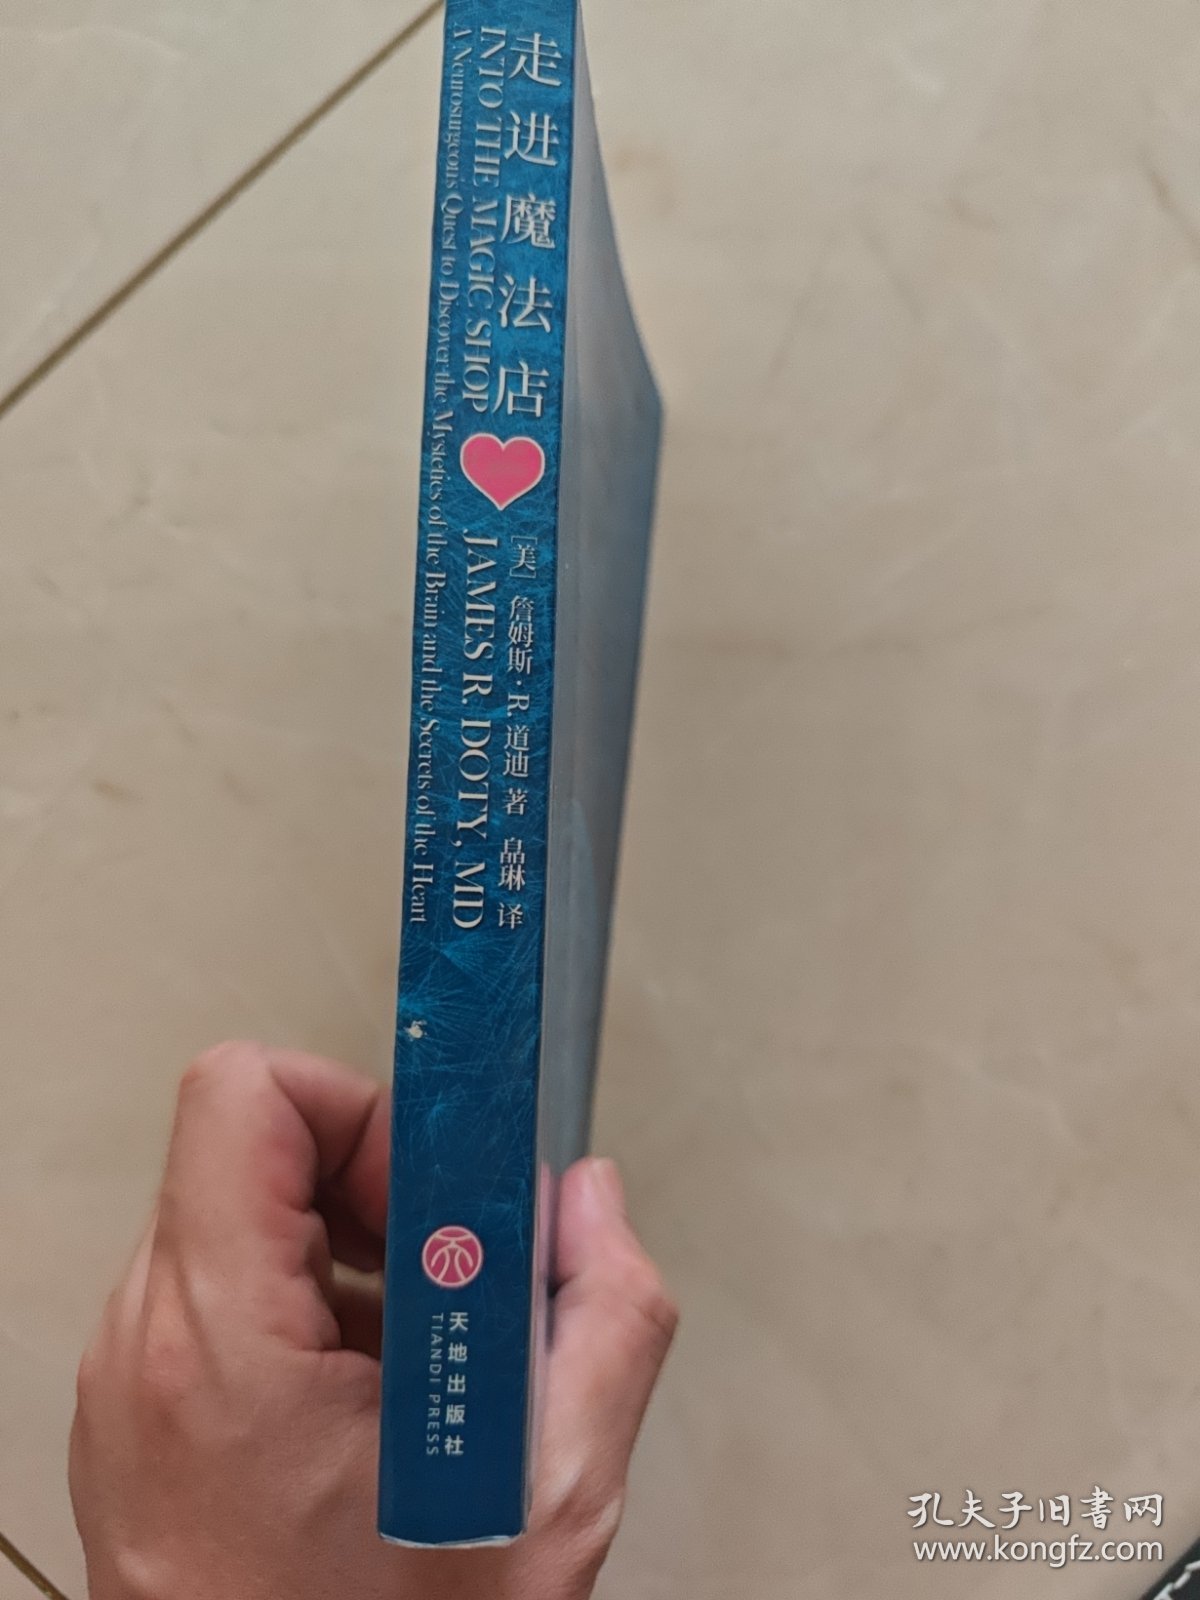 走进魔法店
INTO THE MAGIC SHOP
A Neurosurgeon's Quest to Discover the Mysteries of the Brain and the Secrets of the Heart
[美] 詹姆斯·R.道迪 著 晶琳 译
JAMES R. DOTY, MD
天地出版社
TIANDI PRESS
孔夫子旧书网
www.kongfz.com